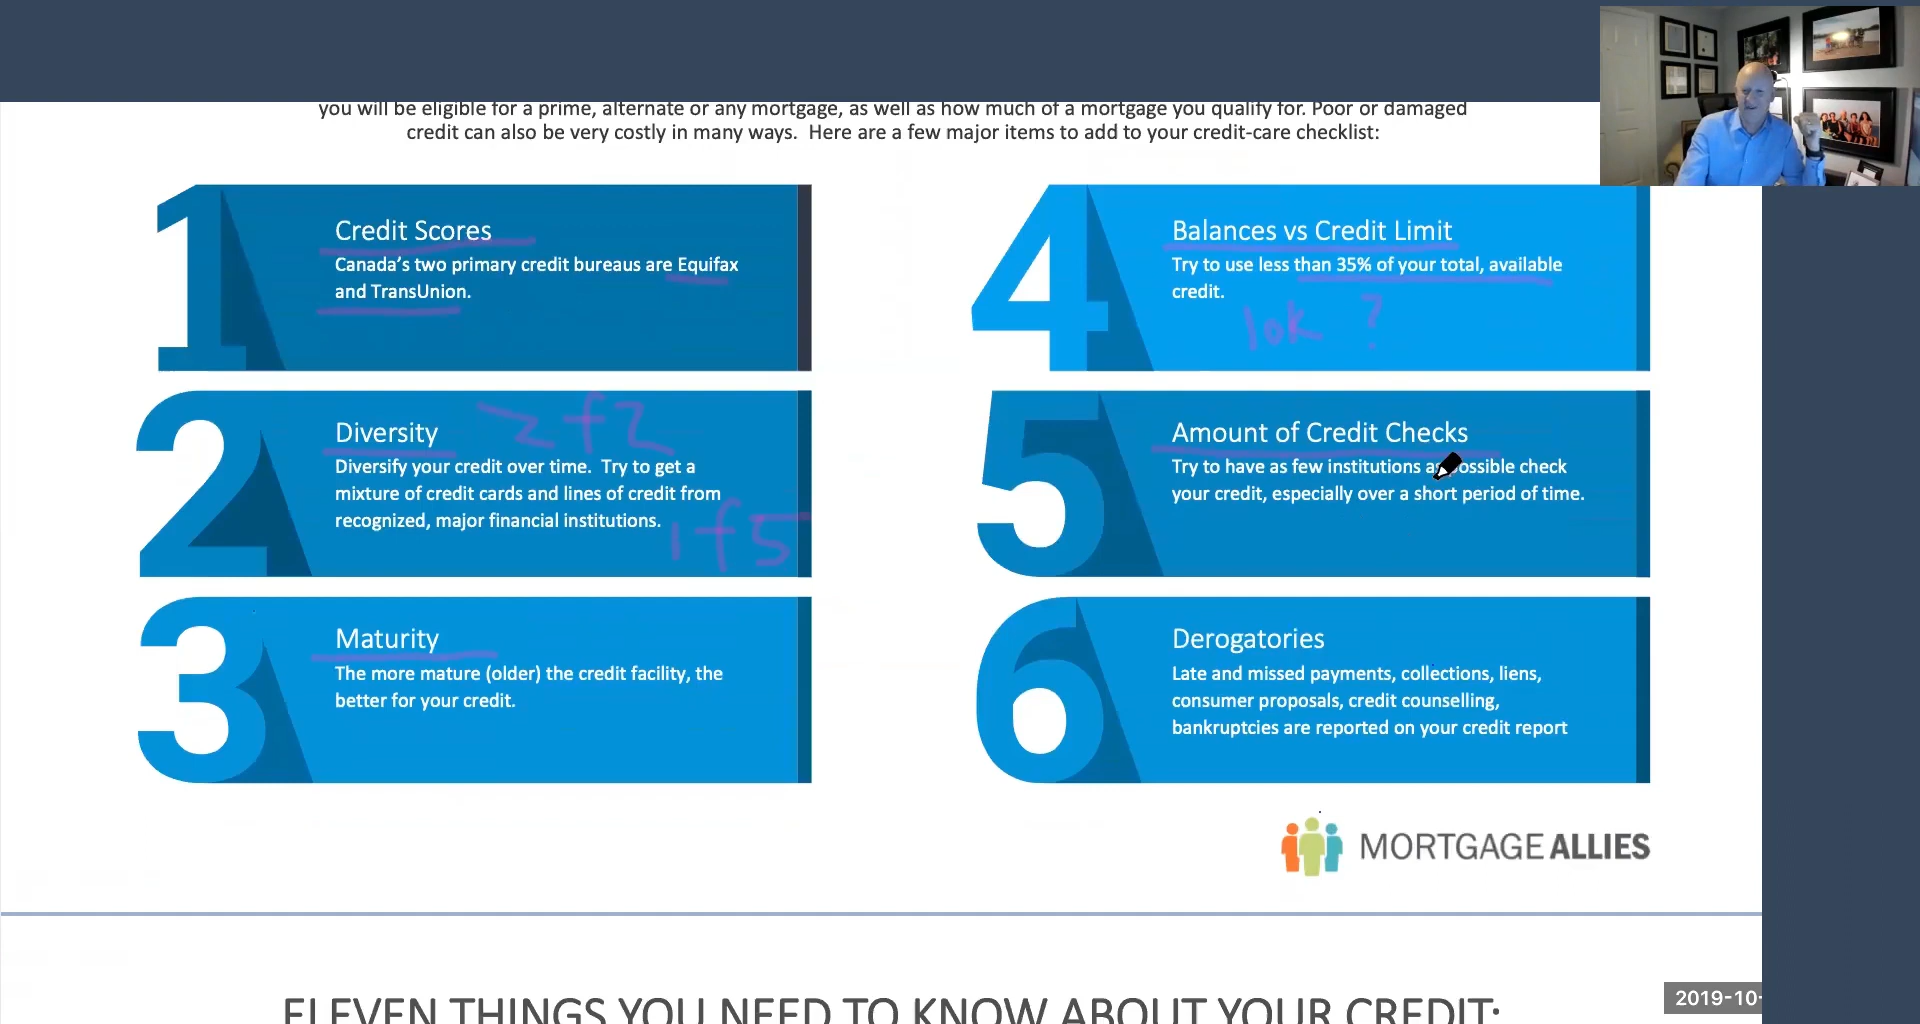 you will be eligible for a prime, alternate or any mortgage, as well as how much of a mortgage you qualify for. Poor or damaged
credit can also be very costly in many ways.  Here are a few major items to add to your credit-care checklist:
1
Credit Scores
Canada’s two primary credit bureaus are Equifax
and TransUnion.
2
Diversity
2f2
Diversify your credit over time.  Try to get a
mixture of credit cards and lines of credit from
recognized, major financial institutions.
1f5
3
Maturity
The more mature (older) the credit facility, the
better for your credit.
4
Balances vs Credit Limit
Try to use less than 35% of your total, available
credit.
10k ?
5
Amount of Credit Checks
Try to have as few institutions as possible check
your credit, especially over a short period of time.
6
Derogatories
Late and missed payments, collections, liens,
consumer proposals, credit counselling,
bankruptcies are reported on your credit report
MORTGAGE ALLIES
ELEVEN THINGS YOU NEED TO KNOW ABOUT YOUR CREDIT:
2019-10-